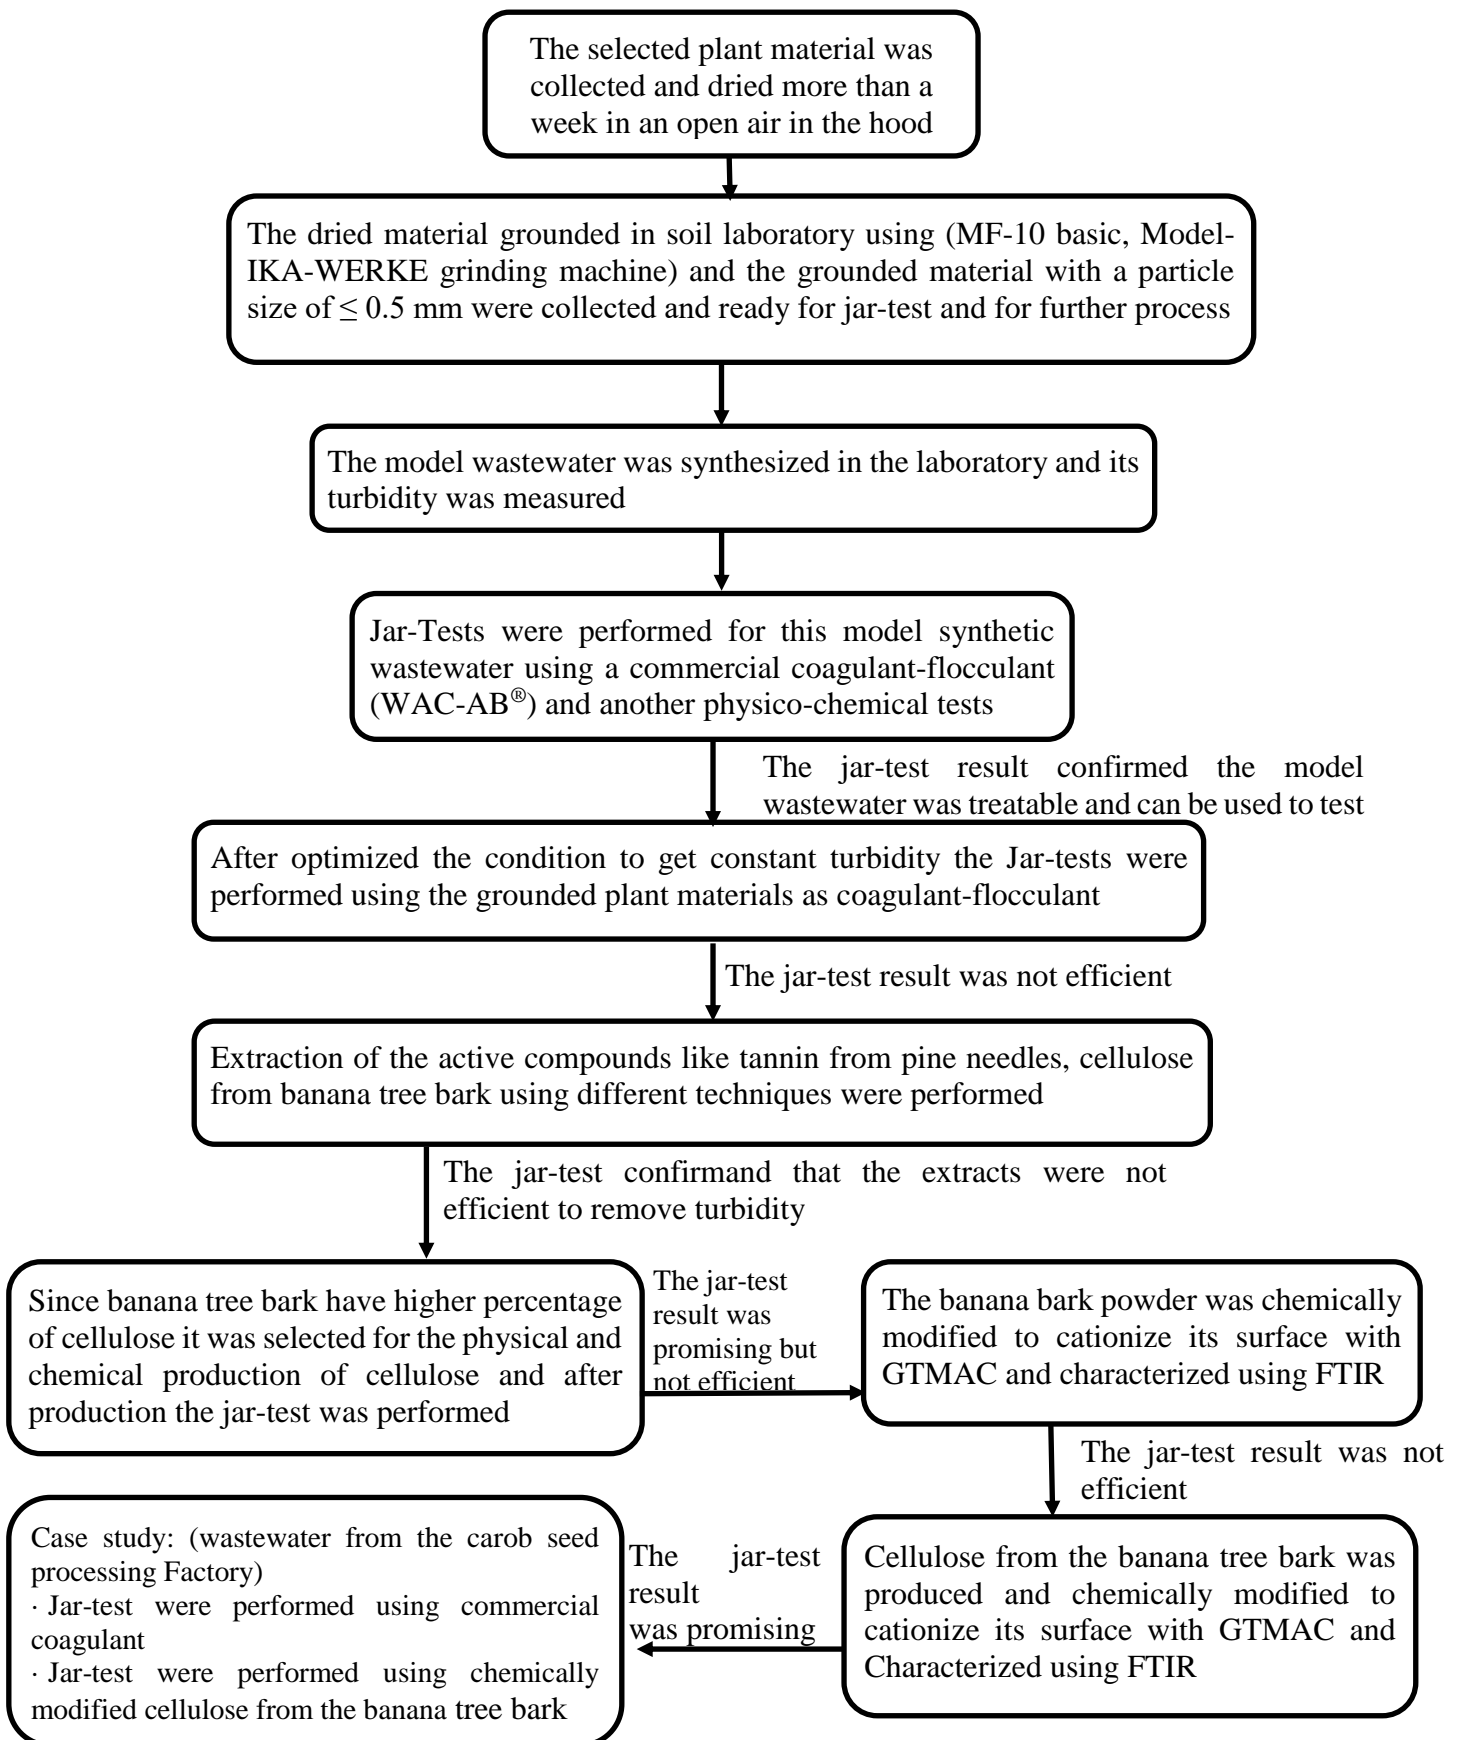 The selected plant material was
collected and dried more than a
week in an open air in the hood
The dried material grounded in soil laboratory using (MF-10 basic, Model-
IKA-WERKE grinding machine) and the grounded material with a particle
size of ≤ 0.5 mm were collected and ready for jar-test and for further process
The model wastewater was synthesized in the laboratory and its
turbidity was measured
Jar-Tests were performed for this model synthetic
wastewater using a commercial coagulant-flocculant
(WAC-AB®) and another physico-chemical tests
The jar-test result confirmed the model
wastewater was treatable and can be used to test
After optimized the condition to get constant turbidity the Jar-tests were
performed using the grounded plant materials as coagulant-flocculant
The jar-test result was not efficient
Extraction of the active compounds like tannin from pine needles, cellulose
from banana tree bark using different techniques were performed
The jar-test confirmand that the extracts were not
efficient to remove turbidity
Since banana tree bark have higher percentage
of cellulose it was selected for the physical and
chemical production of cellulose and after
production the jar-test was performed
The jar-test
result was
promising but
not efficient
The banana bark powder was chemically
modified to cationize its surface with
GTMAC and characterized using FTIR
The jar-test result was not
efficient
Cellulose from the banana tree bark was
produced and chemically modified to
cationize its surface with GTMAC and
Characterized using FTIR
The jar-test
result
was promising
Case study: (wastewater from the carob seed
processing Factory)
· Jar-test were performed using commercial
coagulant
· Jar-test were performed using chemically
modified cellulose from the banana tree bark